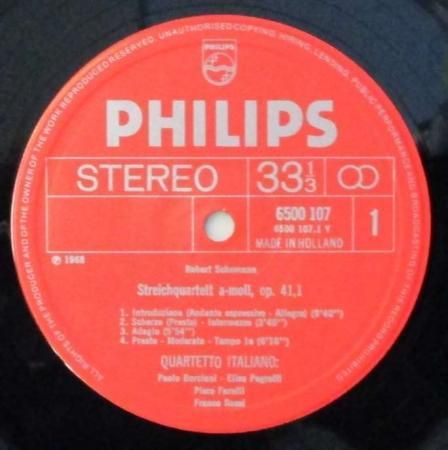 ALL RIGHTS OF THE PRODUCER AND OF THE OWNER OF THE WORK REPRODUCED RESERVED. UNAUTHORISED COPYING, HIRING, LENDING, PUBLIC PERFORMANCE AND BROADCASTING OF THIS RECORD PROHIBITED
PHILIPS
PHILIPS
STEREO 33⅓
6500 107
6500 107.1 Y
MADE IN HOLLAND
1
℗ 1968
Robert Schumann
Streichquartett a-moll, op. 41,1
1. Introduzione (Andante espressivo - Allegro) (9'40")
2. Scherzo (Presto) - Intermezzo (3'40")
3. Adagio (5'54")
4. Presto - Moderato - Tempo Io (6'16")
QUARTETTO ITALIANO:
Paolo Borciani - Elisa Pegreffi
Piero Farulli
Franco Rossi